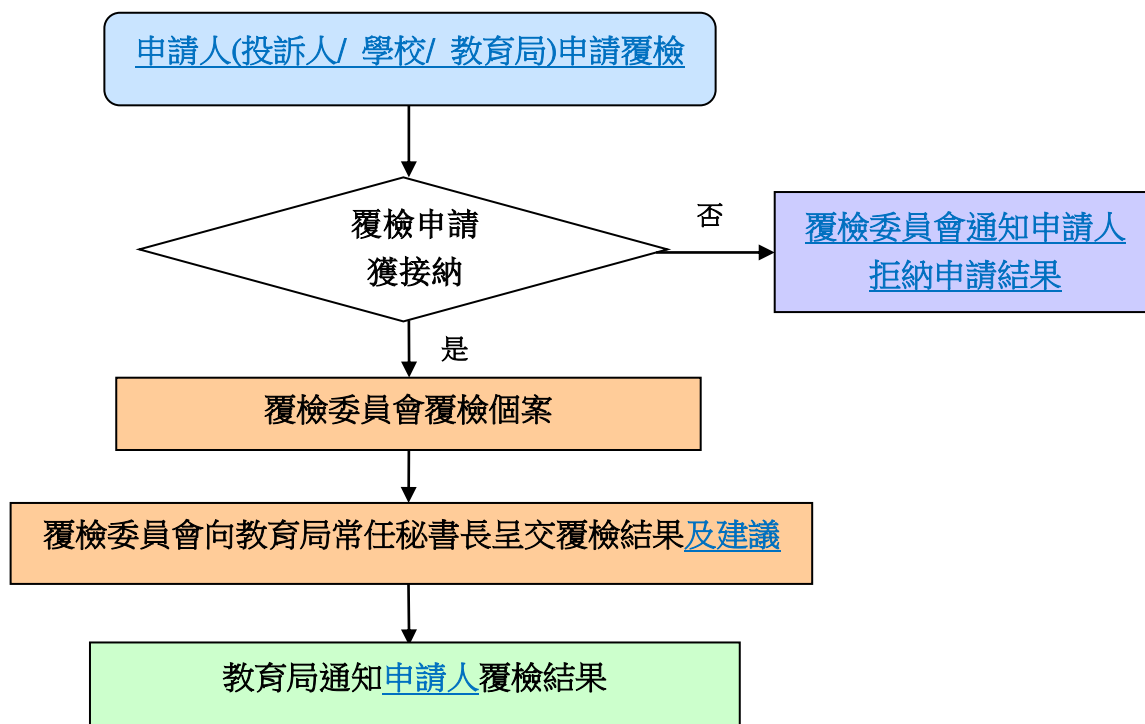 申請人(投訴人/ 學校/ 教育局)申請覆檢
覆檢申請
獲接納
否
覆檢委員會通知申請人
拒納申請結果
是
覆檢委員會覆檢個案
覆檢委員會向教育局常任秘書長呈交覆檢結果及建議
教育局通知申請人覆檢結果